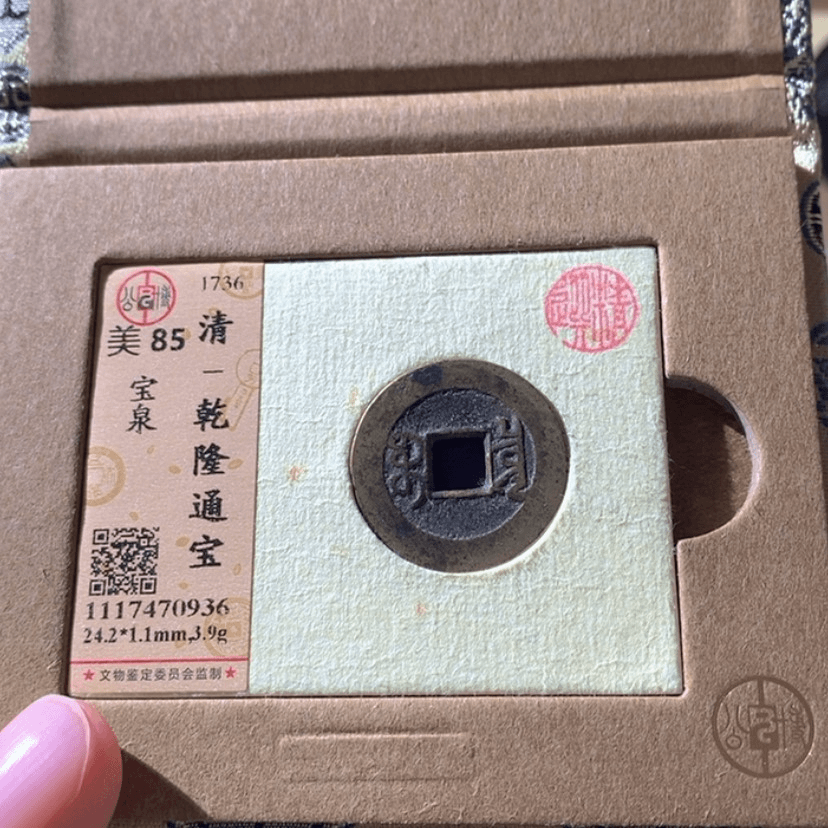 1736
美 85
清
一
乾隆通宝
宝泉
1117470936
24.2*1.1mm,3.9g
★文物鉴定委员会监制★